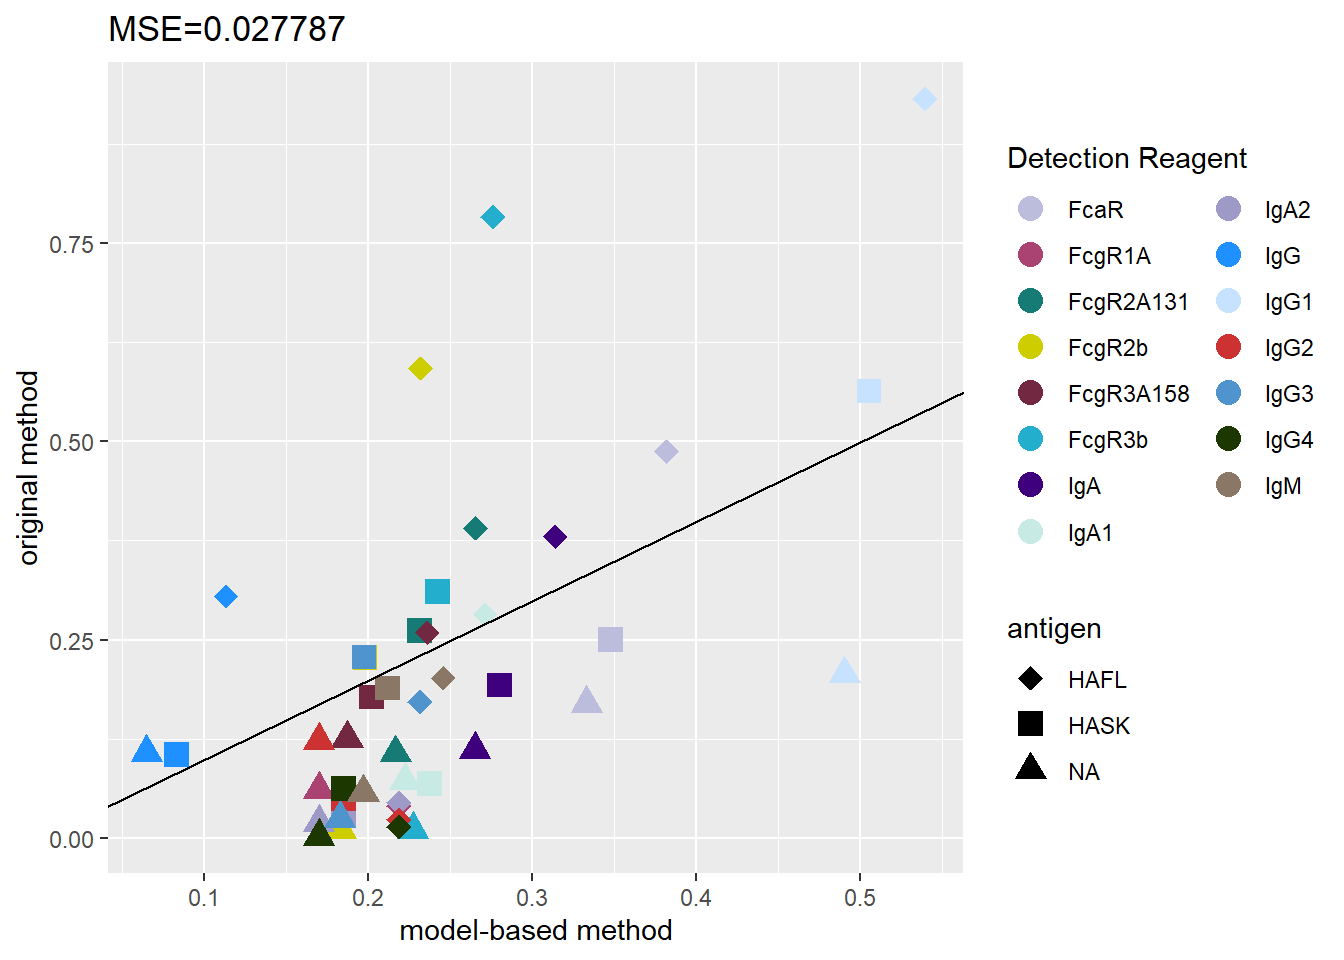 MSE=0.027787
original method
0.75
0.50
0.25
0.00
0.1 0.2 0.3 0.4 0.5
model-based method
Detection Reagent
FcaR IgA2
FcgR1A IgG
FcgR2A131 IgG1
FcgR2b IgG2
FcgR3A158 IgG3
FcgR3b IgG4
IgA IgM
IgA1
antigen
HAFL
HASK
NA